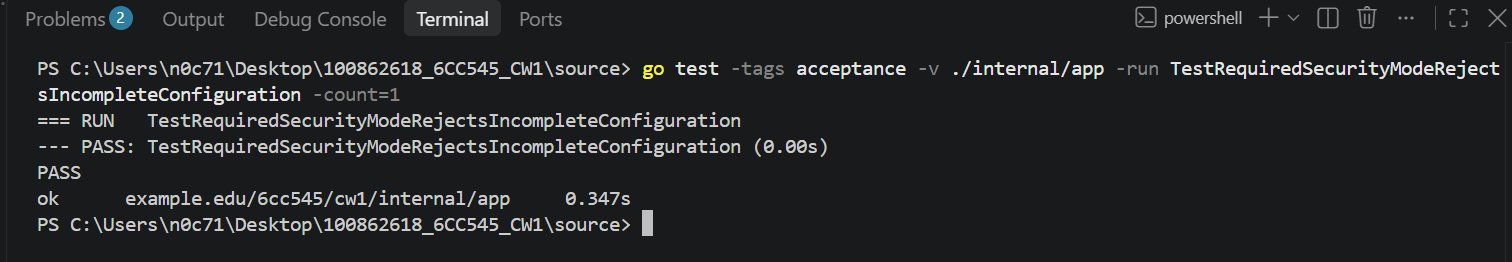 Problems 2 Output Debug Console Terminal Ports powershell
PS C:\Users\n0c71\Desktop\100862618_6CC545_CW1\source> go test -tags acceptance -v ./internal/app -run TestRequiredSecurityModeReject
sIncompleteConfiguration -count=1
=== RUN   TestRequiredSecurityModeRejectsIncompleteConfiguration
--- PASS: TestRequiredSecurityModeRejectsIncompleteConfiguration (0.00s)
PASS
ok      example.edu/6cc545/cw1/internal/app     0.347s
PS C:\Users\n0c71\Desktop\100862618_6CC545_CW1\source>